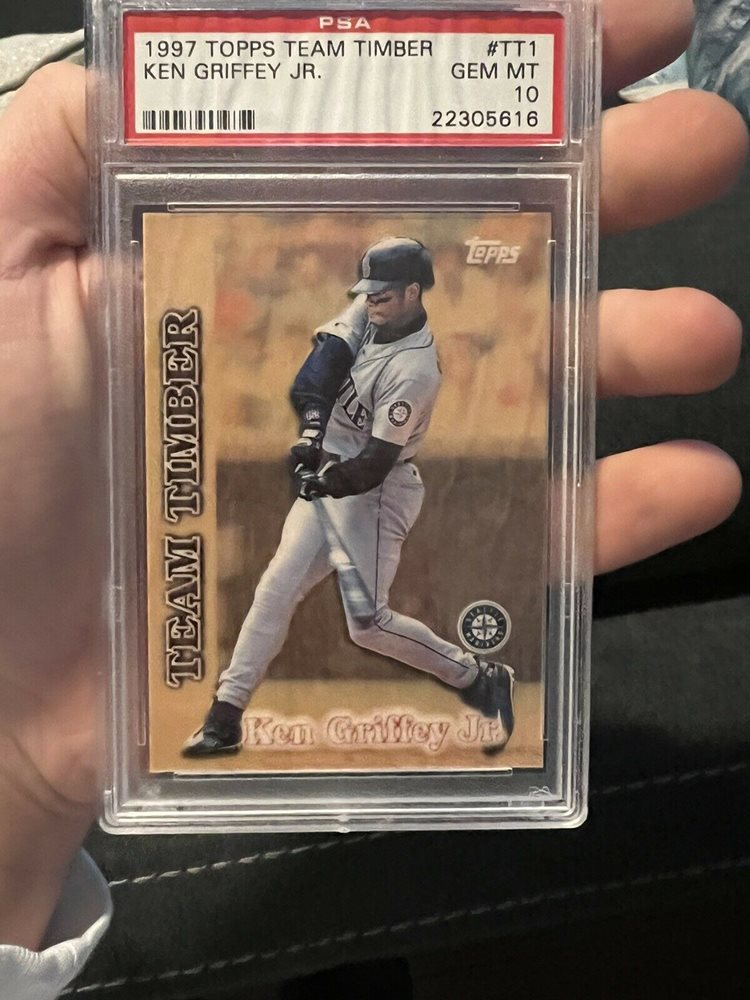 PSA
1997 TOPPS TEAM TIMBER #TT1
KEN GRIFFEY JR. GEM MT
10
22305616
Topps
TEAM TIMBER
Ken Griffey Jr.